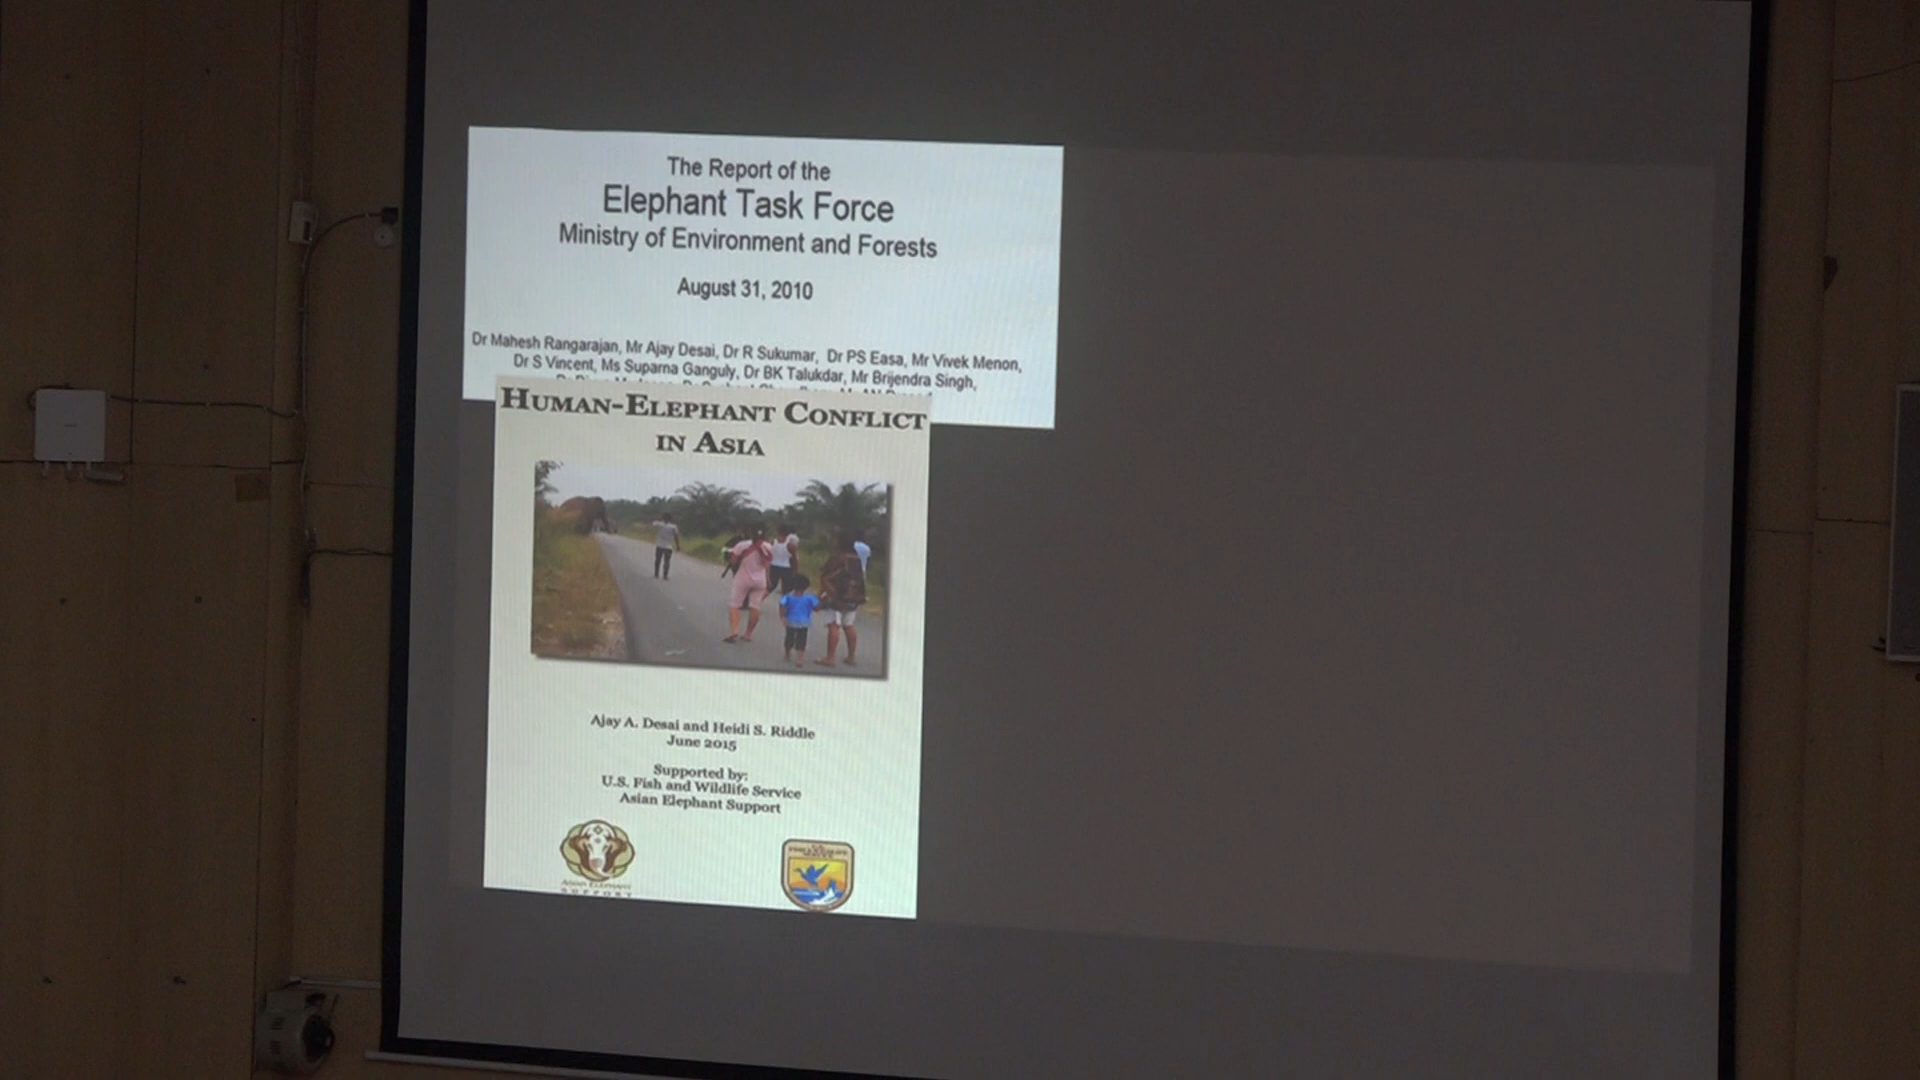 The Report of the
Elephant Task Force
Ministry of Environment and Forests
August 31, 2010
Dr Mahesh Rangarajan, Mr Ajay Desai, Dr R Sukumar, Dr PS Easa, Mr Vivek Menon,
Dr S Vincent, Ms Suparna Ganguly, Dr BK Talukdar, Mr Brijendra Singh,
HUMAN-ELEPHANT CONFLICT
IN ASIA
Ajay A. Desai and Heidi S. Riddle
June 2015
Supported by:
U.S. Fish and Wildlife Service
Asian Elephant Support
ASIAN ELEPHANT
SUPPORT